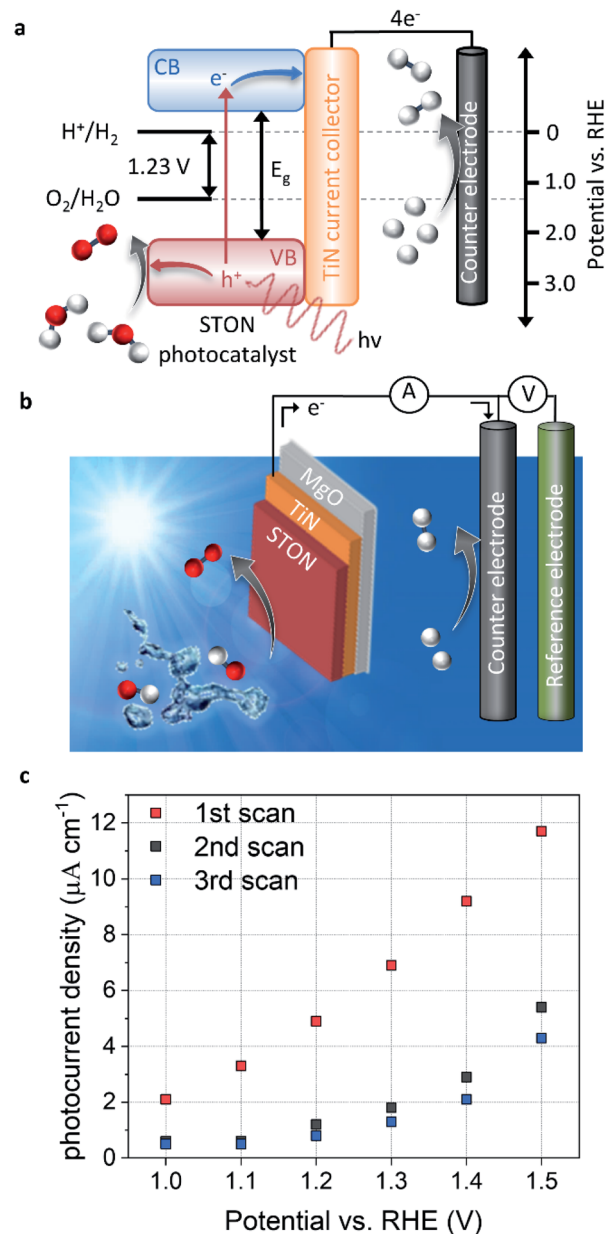 a
4e⁻
CB
e⁻
H⁺/H₂
1.23 V
O₂/H₂O
E_g
VB
h⁺
hν
STON
photocatalyst
TiN current collector
Counter electrode
0
1.0
2.0
3.0
Potential vs. RHE
b
A
V
e⁻
MgO
TiN
STON
Counter electrode
Reference electrode
c
photocurrent density (μA cm⁻¹)
12
10
8
6
4
2
0
1st scan
2nd scan
3rd scan
1.0 1.1 1.2 1.3 1.4 1.5
Potential vs. RHE (V)